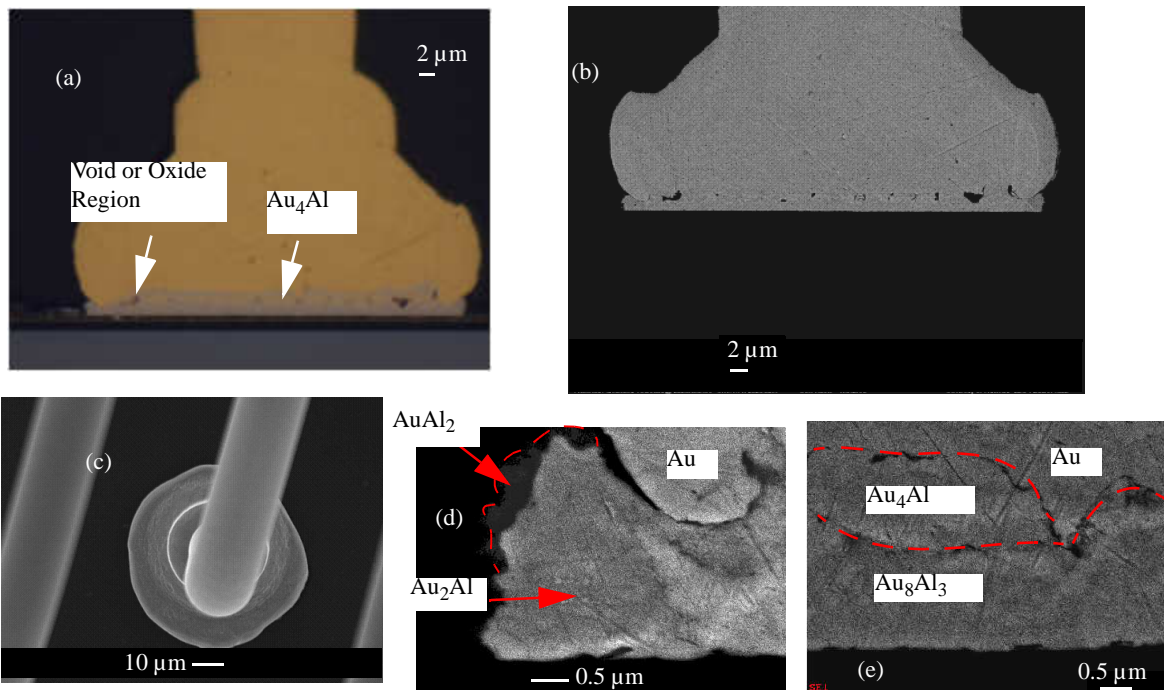 (a)
2 µm
Void or Oxide
Region
Au4Al
(b)
2 µm
(c)
10 µm
AuAl2
Au
(d)
Au2Al
0.5 µm
Au
Au4Al
Au8Al3
(e)
0.5 µm